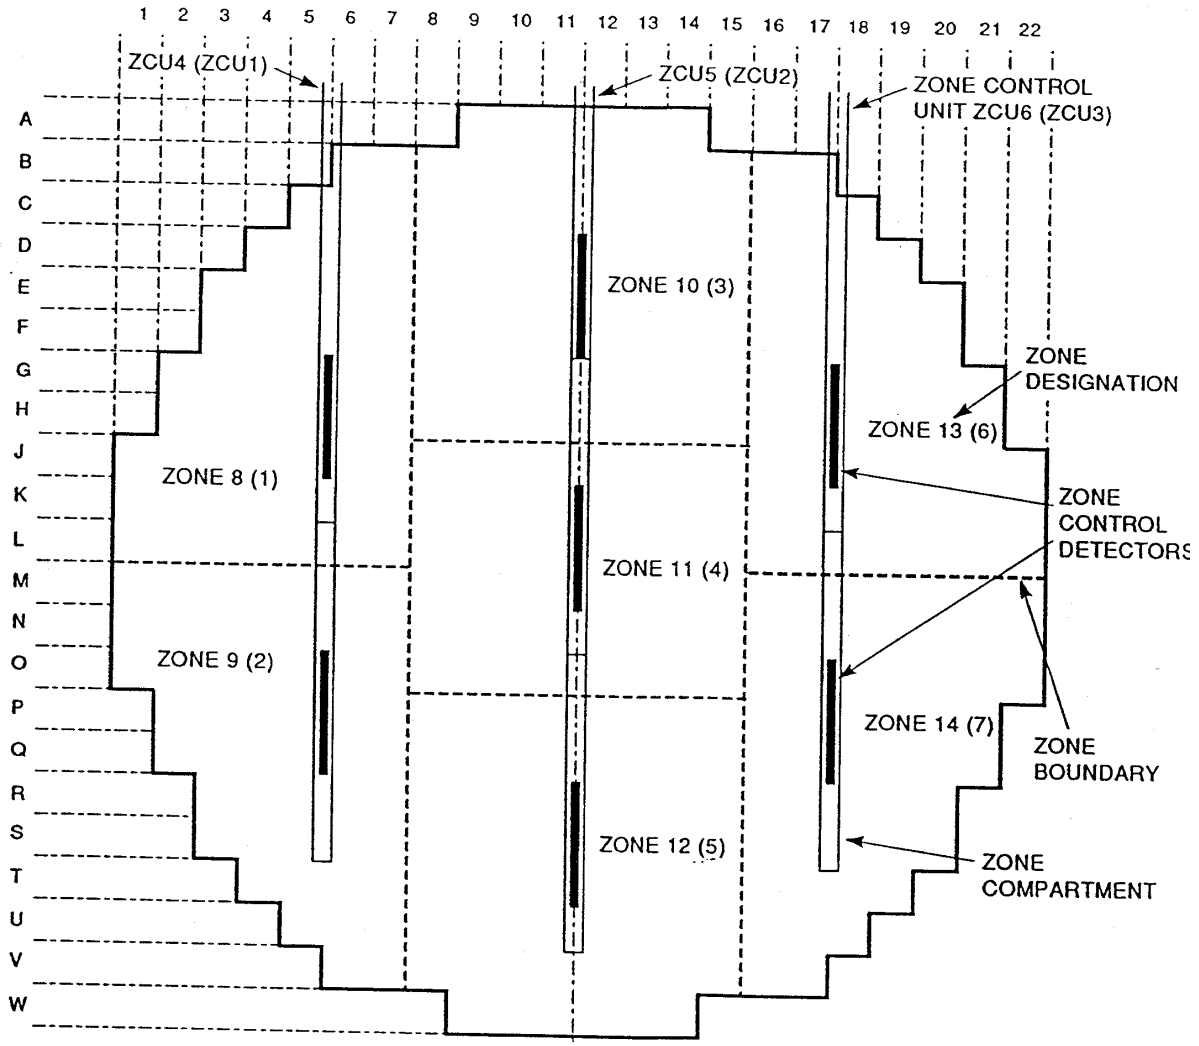 1 2 3 4 5 6 7 8 9 10 11 12 13 14 15 16 17 18 19 20 21 22
ZCU4 (ZCU1)
ZCU5 (ZCU2)
ZONE CONTROL
UNIT ZCU6 (ZCU3)
A
B
C
D
E
F
G
H
J
K
L
M
N
O
P
Q
R
S
T
U
V
W
ZONE 10 (3)
ZONE
DESIGNATION
ZONE 13 (6)
ZONE 8 (1)
ZONE
CONTROL
DETECTORS
ZONE 11 (4)
ZONE 9 (2)
ZONE 14 (7)
ZONE
BOUNDARY
ZONE 12 (5)
ZONE
COMPARTMENT